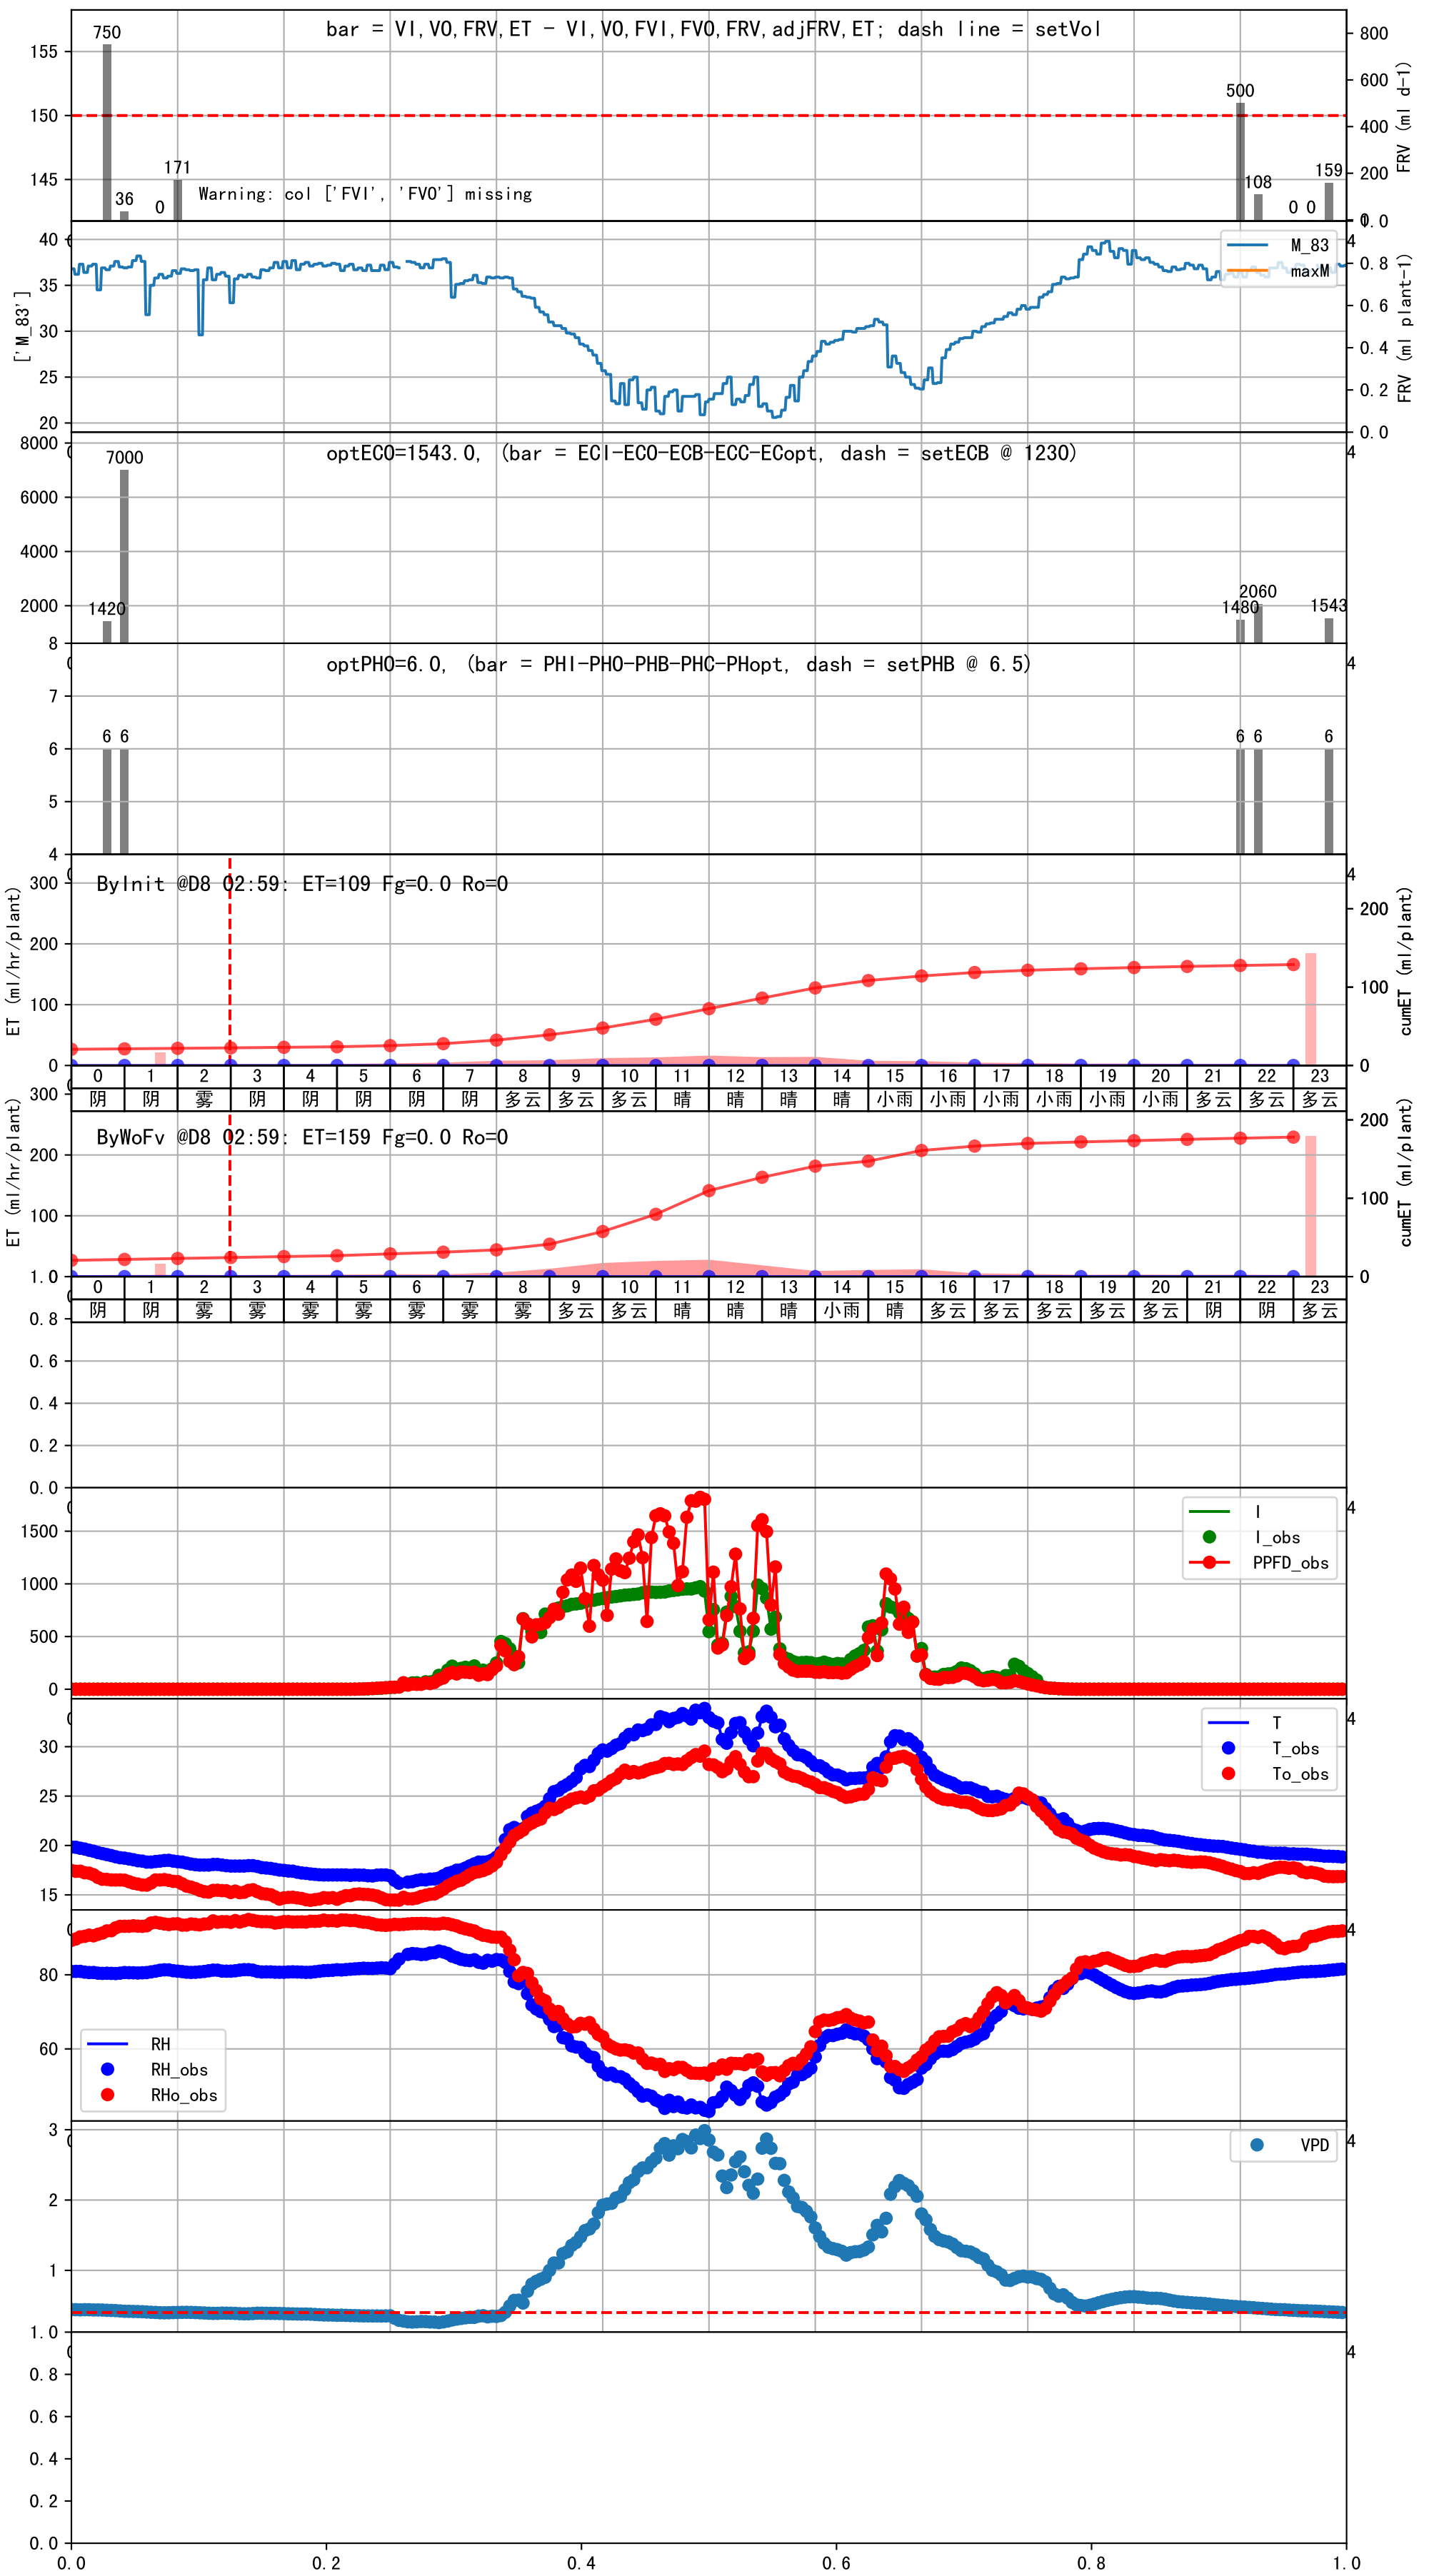 bar = VI,VO,FRV,ET - VI,VO,FVI,FVO,FRV,adjFRV,ET; dash line = setVol
750 36 0 171 500 108 0 0 159
Warning: col ['FVI', 'FVO'] missing
155 150 145
800 600 400 200 0
FRV (ml d-1)
40 35 30 25 20
['M_83']
M_83
maxM
1.0 0.8 0.6 0.4 0.2 0.0
FRV (ml plant-1)
optECO=1543.0, (bar = ECI-ECO-ECB-ECC-ECopt, dash = setECB @ 1230)
8000 6000 4000 2000
1420 7000 1480 2060 1543
optPHO=6.0, (bar = PHI-PHO-PHB-PHC-PHopt, dash = setPHB @ 6.5)
8 7 6 5 4
6 6 6 6 6
ByInit @D8 02:59: ET=109 Fg=0.0 Ro=0
300 200 100 0
ET (ml/hr/plant)
200 100 0
cumET (ml/plant)
0 1 2 3 4 5 6 7 8 9 10 11 12 13 14 15 16 17 18 19 20 21 22 23
阴 阴 雾 阴 阴 阴 阴 阴 多云 多云 多云 晴 晴 晴 晴 小雨 小雨 小雨 小雨 小雨 小雨 多云 多云 多云
ByWoFv @D8 02:59: ET=159 Fg=0.0 Ro=0
300 200 100
ET (ml/hr/plant)
200 100 0
cumET (ml/plant)
0 1 2 3 4 5 6 7 8 9 10 11 12 13 14 15 16 17 18 19 20 21 22 23
阴 阴 雾 雾 雾 雾 雾 雾 雾 多云 多云 晴 晴 晴 小雨 晴 多云 多云 多云 多云 多云 阴 阴 多云
1.0 0.8 0.6 0.4 0.2 0.0
1500 1000 500 0
I
I_obs
PPFD_obs
30 25 20 15
T
T_obs
To_obs
80 60
RH
RH_obs
RHo_obs
3 2 1
VPD
1.0 0.8 0.6 0.4 0.2 0.0
0.0 0.2 0.4 0.6 0.8 1.0